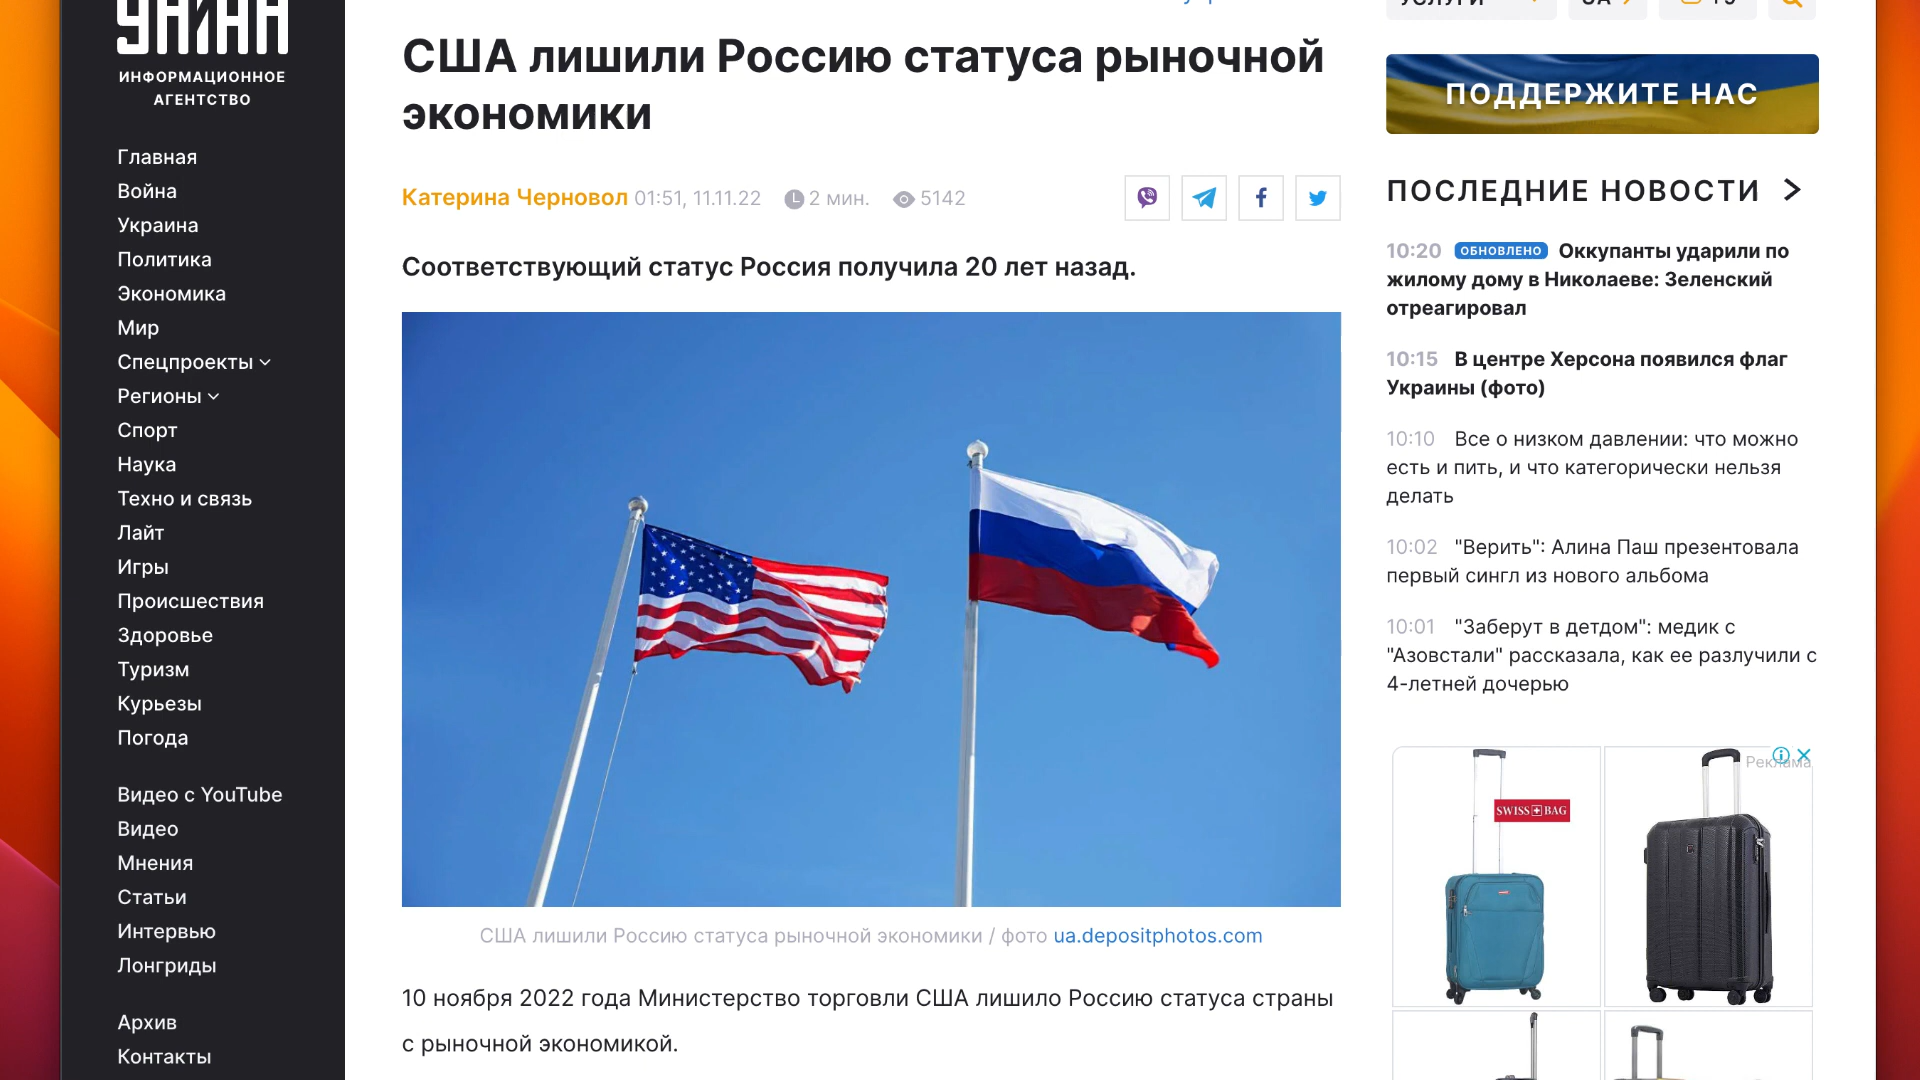 УНИАН
ИНФОРМАЦИОННОЕ
АГЕНТСТВО
Главная
Война
Украина
Политика
Экономика
Мир
Спецпроекты
Регионы
Спорт
Наука
Техно и связь
Лайт
Игры
Происшествия
Здоровье
Туризм
Курьезы
Погода
Видео с YouTube
Видео
Мнения
Статьи
Интервью
Лонгриды
Архив
Контакты
США лишили Россию статуса рыночной
экономики
Катерина Черновол 01:51, 11.11.22 2 мин. 5142
Соответствующий статус Россия получила 20 лет назад.
США лишили Россию статуса рыночной экономики / фото ua.depositphotos.com
10 ноября 2022 года Министерство торговли США лишило Россию статуса страны
с рыночной экономикой.
УСЛУГИ
ПОДДЕРЖИТЕ НАС
ПОСЛЕДНИЕ НОВОСТИ
10:20 ОБНОВЛЕНО Оккупанты ударили по
жилому дому в Николаеве: Зеленский
отреагировал
10:15 В центре Херсона появился флаг
Украины (фото)
10:10 Все о низком давлении: что можно
есть и пить, и что категорически нельзя
делать
10:02 "Верить": Алина Паш презентовала
первый сингл из нового альбома
10:01 "Заберут в детдом": медик с
"Азовстали" рассказала, как ее разлучили с
4-летней дочерью
Реклама
SWISS BAG